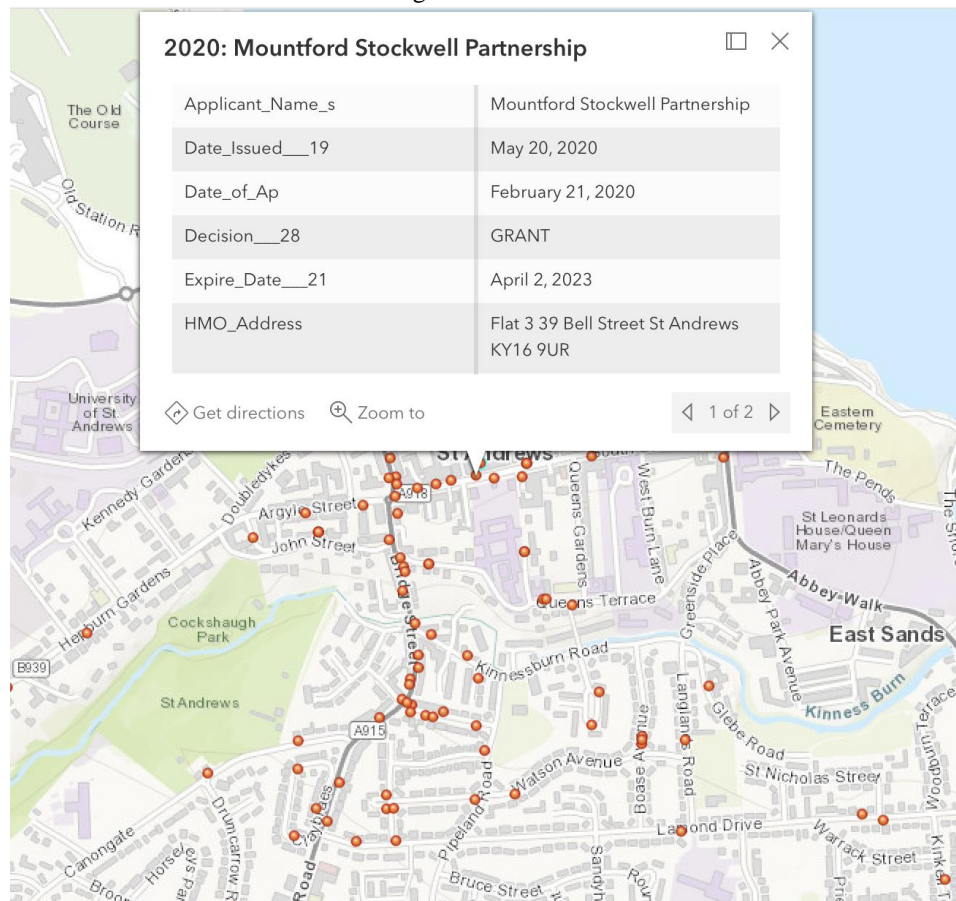 2020: Mountford Stockwell Partnership
Applicant_Name_s Mountford Stockwell Partnership
Date_Issued___19 May 20, 2020
Date_of_Ap February 21, 2020
Decision___28 GRANT
Expire_Date___21 April 2, 2023
HMO_Address Flat 3 39 Bell Street St Andrews
KY16 9UR
Get directions
Zoom to
1 of 2
The Old
Course
Old Station R
University
of St.
Andrews
Eastern
Cemetery
St Andrews
South
The Pends
Kennedy Gardens
Doubledykes
A918
Argyle Street
John Street
Queens Gardens
West Burn Lane
St Leonards
House/Queen
Mary's House
Greenside Place
Abbey Park Avenue
Abbey Walk
Hepburn Gardens
Queens Terrace
Cockshaugh
Park
East Sands
B939
Kinnessburn Road
Kinness Burn
St Andrews
A915
Langlands Road
Glebe Road
Boase Avenue
Watson Avenue
St Nicholas Street
Pipeland Road
Lamond Drive
Warrack Street
Canongate
Bruce Street
Road